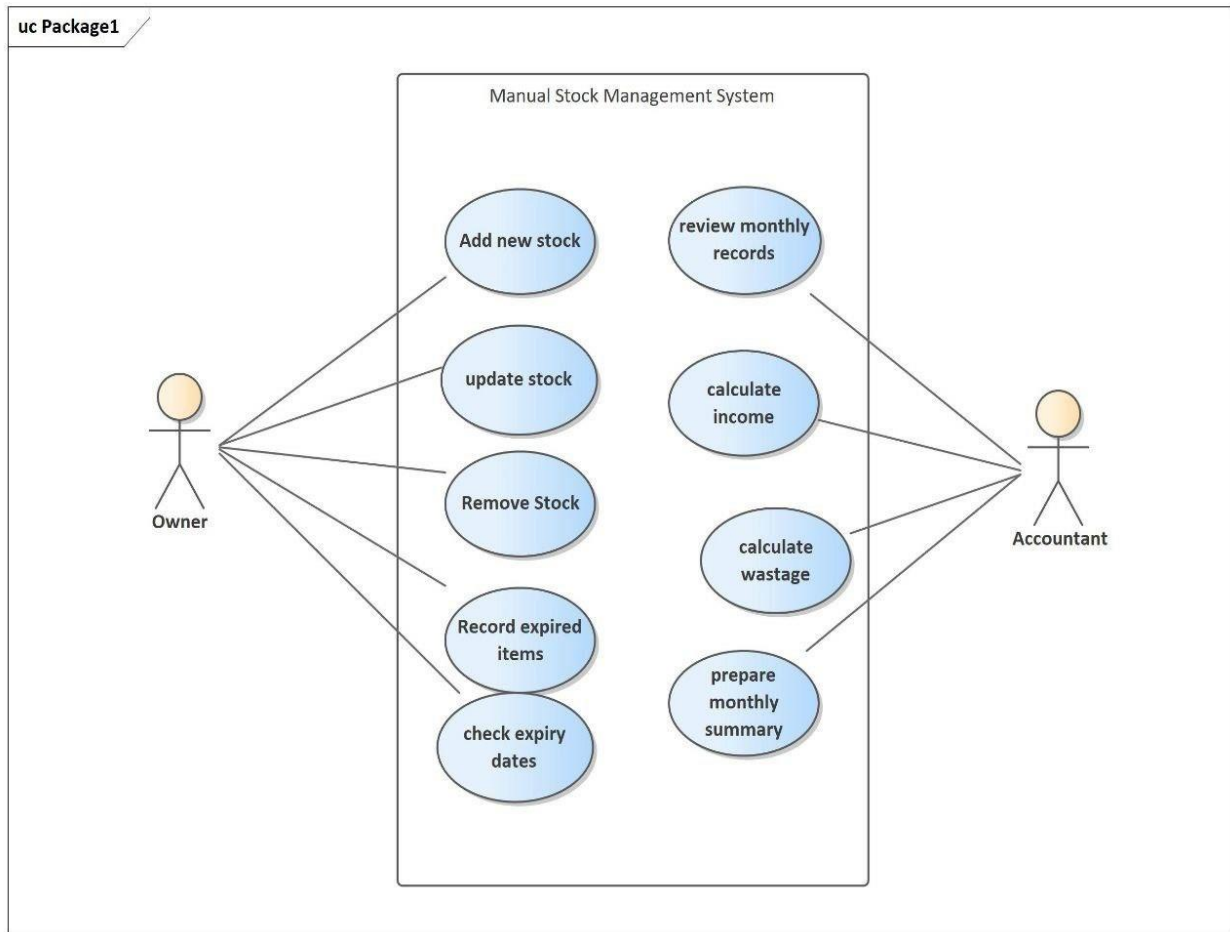 uc Package1
Manual Stock Management System
Add new stock
update stock
Remove Stock
Record expired
items
check expiry
dates
review monthly
records
calculate
income
calculate
wastage
prepare
monthly
summary
Owner
Accountant